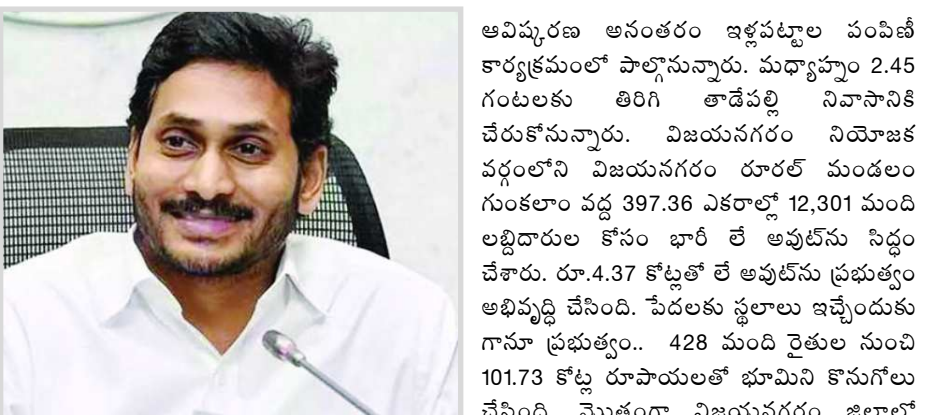 ఆవిష్కరణ అనంతరం ఇళ్లపట్టాల పంపిణీ
కార్యక్రమంలో పాల్గొనున్నారు. మధ్యాహ్నం 2.45
గంటలకు తిరిగి తాడేపల్లి నివాసానికి
చేరుకోనున్నారు. విజయనగరం నియోజక
వర్గంలోని విజయనగరం రూరల్ మండలం
గుంకలాం వద్ద 397.36 ఎకరాల్లో 12,301 మంది
లబ్దిదారుల కోసం భారీ లే అవుట్‌ను సిద్ధం
చేశారు. రూ.4.37 కోట్లతో లే అవుట్‌ను ప్రభుత్వం
అభివృద్ధి చేసింది. పేదలకు స్థలాలు ఇచ్చేందుకు
గానూ ప్రభుత్వం.. 428 మంది రైతుల నుంచి
101.73 కోట్ల రూపాయలతో భూమిని కొనుగోలు
చేసింది. మొత్తంగా విజయనగరం జిల్లాలో